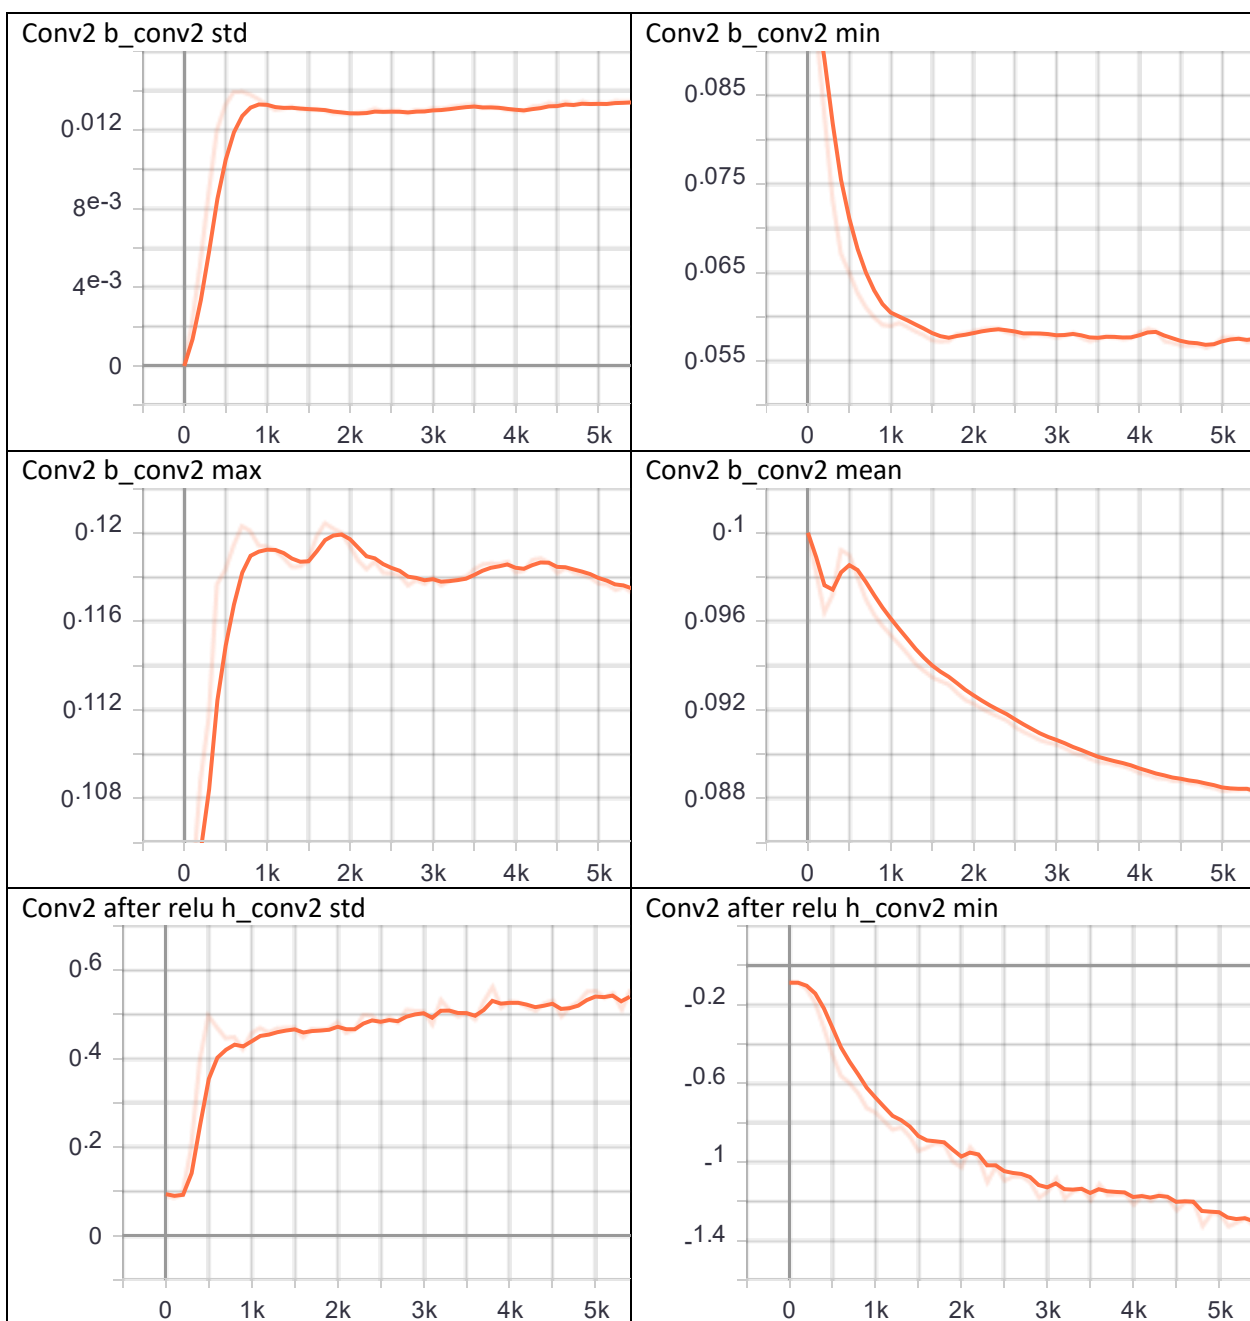 Conv2 b_conv2 std
0.012
8e-3
4e-3
0
0 1k 2k 3k 4k 5k
Conv2 b_conv2 min
0.085
0.075
0.065
0.055
0 1k 2k 3k 4k 5k
Conv2 b_conv2 max
0.12
0.116
0.112
0.108
0 1k 2k 3k 4k 5k
Conv2 b_conv2 mean
0.1
0.096
0.092
0.088
0 1k 2k 3k 4k 5k
Conv2 after relu h_conv2 std
0.6
0.4
0.2
0
0 1k 2k 3k 4k 5k
Conv2 after relu h_conv2 min
-0.2
-0.6
-1
-1.4
0 1k 2k 3k 4k 5k